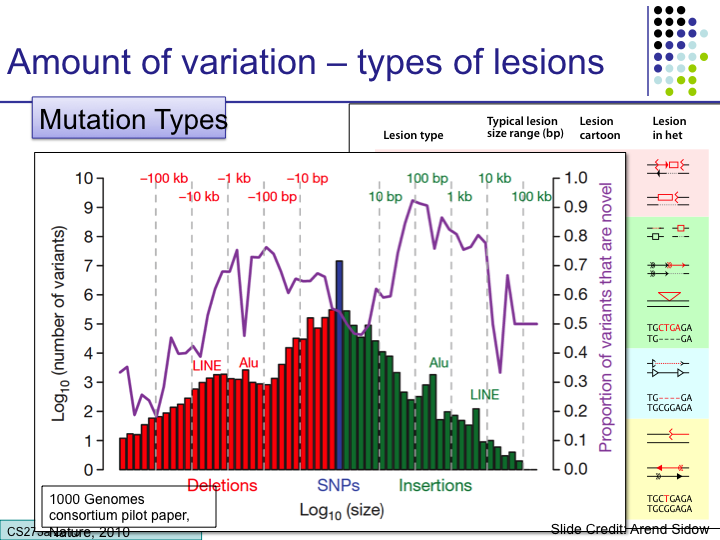 Amount of variation – types of lesions
Mutation Types
Lesion type
Typical lesion
size range (bp)
Lesion
cartoon
Lesion
in het
–100 kb
–1 kb
–10 bp
100 bp
10 kb
–10 kb
–100 bp
10 bp
1 kb
100 kb
10
9
8
7
6
5
4
3
2
1
0
Log10 (number of variants)
1.0
0.9
0.8
0.7
0.6
0.5
0.4
0.3
0.2
0.1
0.0
Proportion of variants that are novel
LINE
Alu
Alu
LINE
Deletions
SNPs
Insertions
Log10 (size)
TGCTGAGA
TG----GA
TG----GA
TGCGGAGA
TGCTGAGA
TGCGGAGA
1000 Genomes
consortium pilot paper,
Nature, 2010
Slide Credit: Arend Sidow